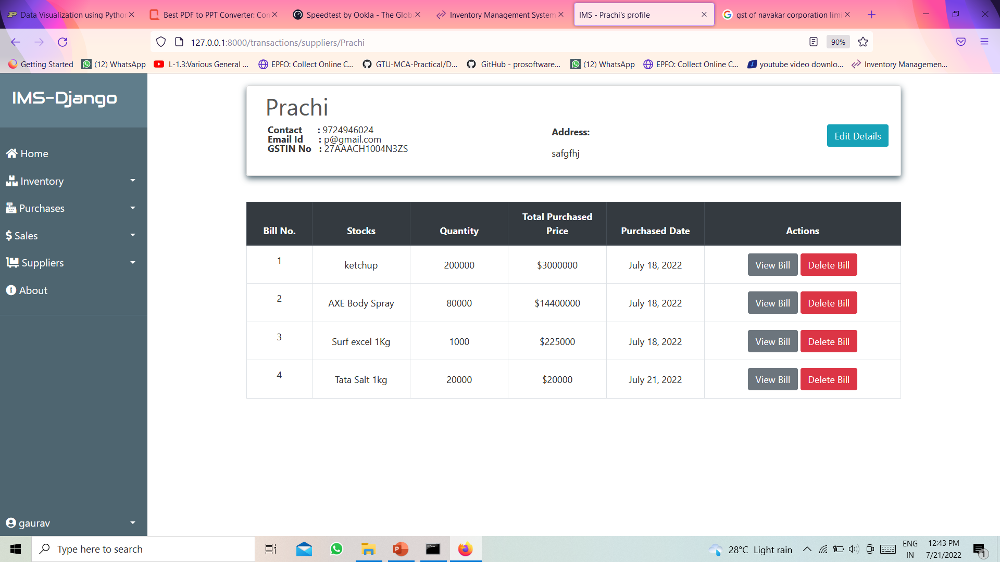 Data Visualization using Python
Best PDF to PPT Converter: Con
Speedtest by Ookla - The Glob
Inventory Management System
IMS - Prachi's profile
gst of navakar corporation limi
127.0.0.1:8000/transactions/suppliers/Prachi
90%
Getting Started
(12) WhatsApp
L-1.3:Various General ...
EPFO: Collect Online C...
GTU-MCA-Practical/D...
GitHub - prosoftware...
(12) WhatsApp
EPFO: Collect Online C...
youtube video downlo...
Inventory Managemen...
IMS-Django
Home
Inventory
Purchases
Sales
Suppliers
About
gaurav
Prachi
Contact : 9724946024
Email Id : p@gmail.com
GSTIN No : 27AAACH1004N3ZS
Address:
safgfhj
Edit Details
Bill No. Stocks Quantity Total Purchased Price Purchased Date Actions
1 ketchup 200000 $3000000 July 18, 2022 View Bill Delete Bill
2 AXE Body Spray 80000 $14400000 July 18, 2022 View Bill Delete Bill
3 Surf excel 1Kg 1000 $225000 July 18, 2022 View Bill Delete Bill
4 Tata Salt 1kg 20000 $20000 July 21, 2022 View Bill Delete Bill
Type here to search
28°C Light rain
ENG
IN
12:43 PM
7/21/2022
1